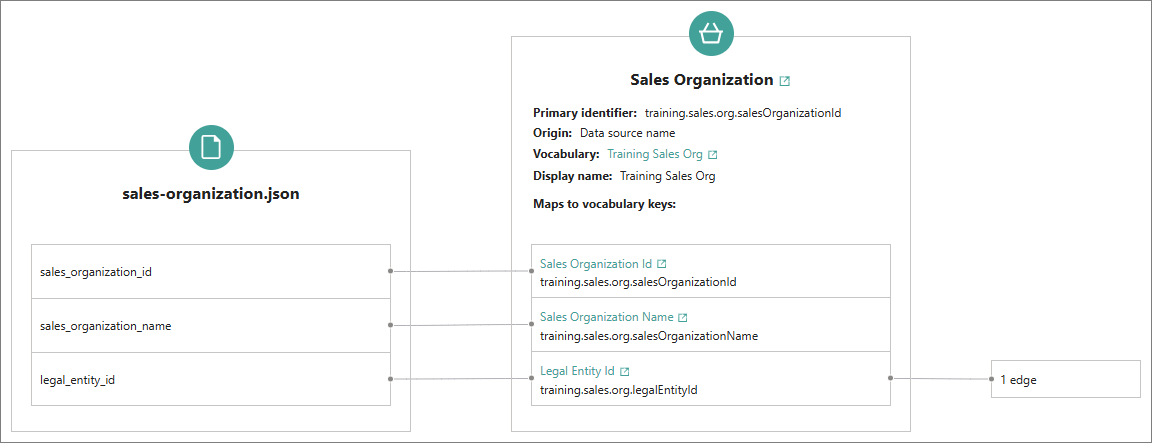 sales-organization.json
sales_organization_id
sales_organization_name
legal_entity_id
Sales Organization
Primary identifier: training.sales.org.salesOrganizationId
Origin: Data source name
Vocabulary: Training Sales Org
Display name: Training Sales Org
Maps to vocabulary keys:
Sales Organization Id
training.sales.org.salesOrganizationId
Sales Organization Name
training.sales.org.salesOrganizationName
Legal Entity Id
training.sales.org.legalEntityId
1 edge